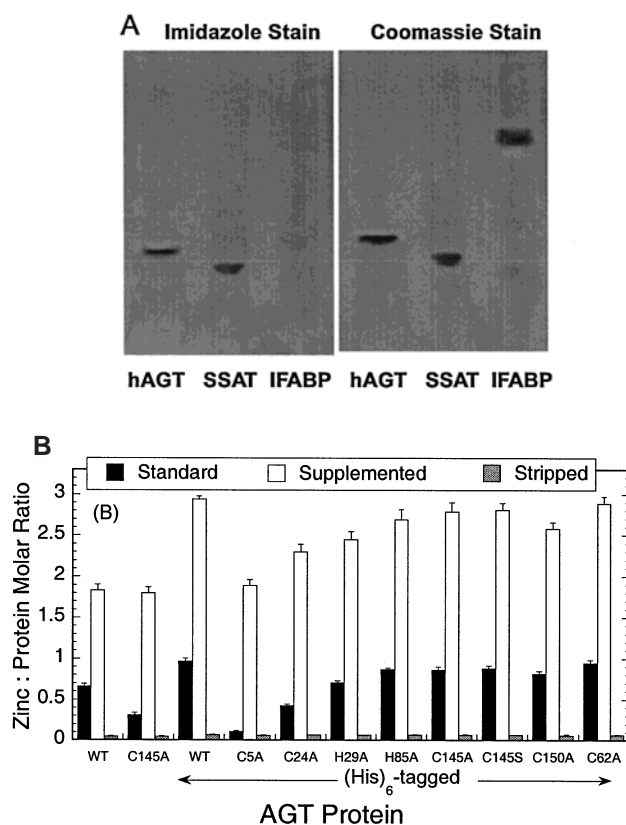 A
Imidazole Stain Coomassie Stain
hAGT SSAT IFABP hAGT SSAT IFABP
B
Standard Supplemented Stripped
(B)
3
2.5
2
1.5
1
0.5
0
Zinc : Protein Molar Ratio
WT C145A WT C5A C24A H29A H85A C145A C145S C150A C62A
(His)6-tagged
AGT Protein